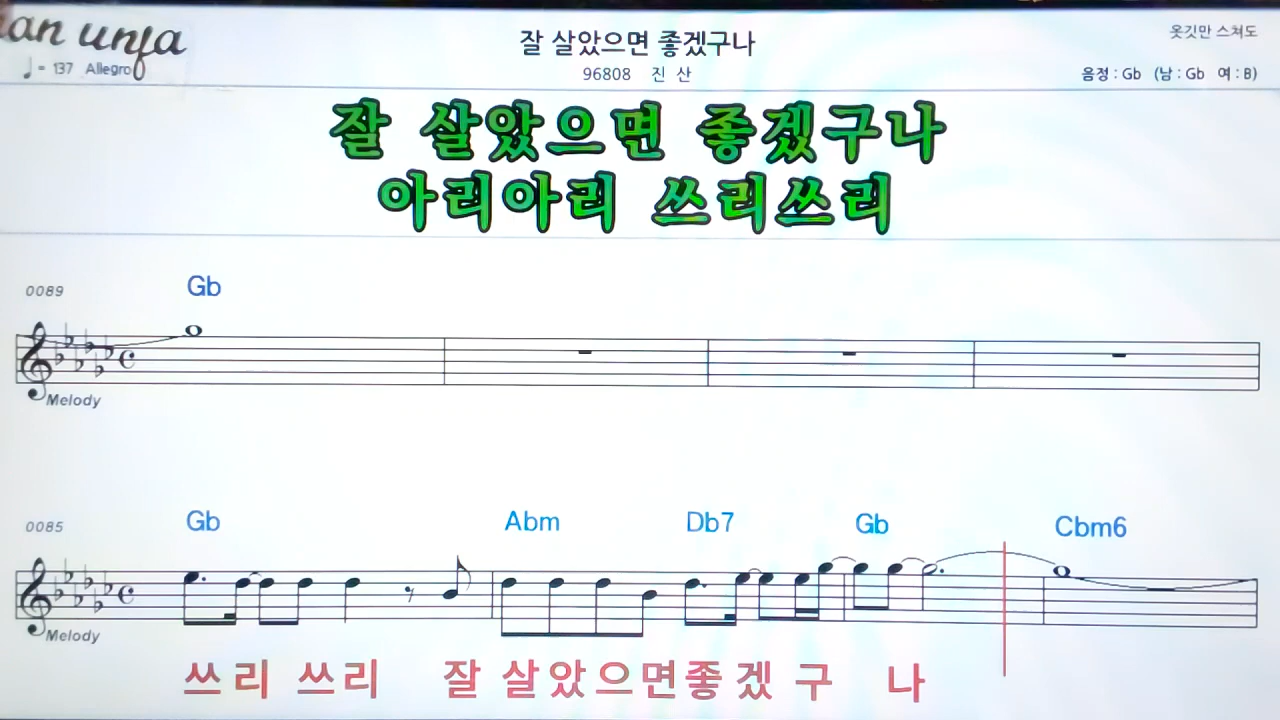 잘 살았으면 좋겠구나
옷깃만 스쳐도
♩ = 137 Allegro
96808 진 산
음정 : Gb (남 : Gb 여 : B)
잘 살았으면 좋겠구나
아리아리 쓰리쓰리
0089 Gb
Melody
0085 Gb Abm Db7 Gb Cbm6
Melody
쓰리 쓰리 잘 살았으면좋겠 구 나